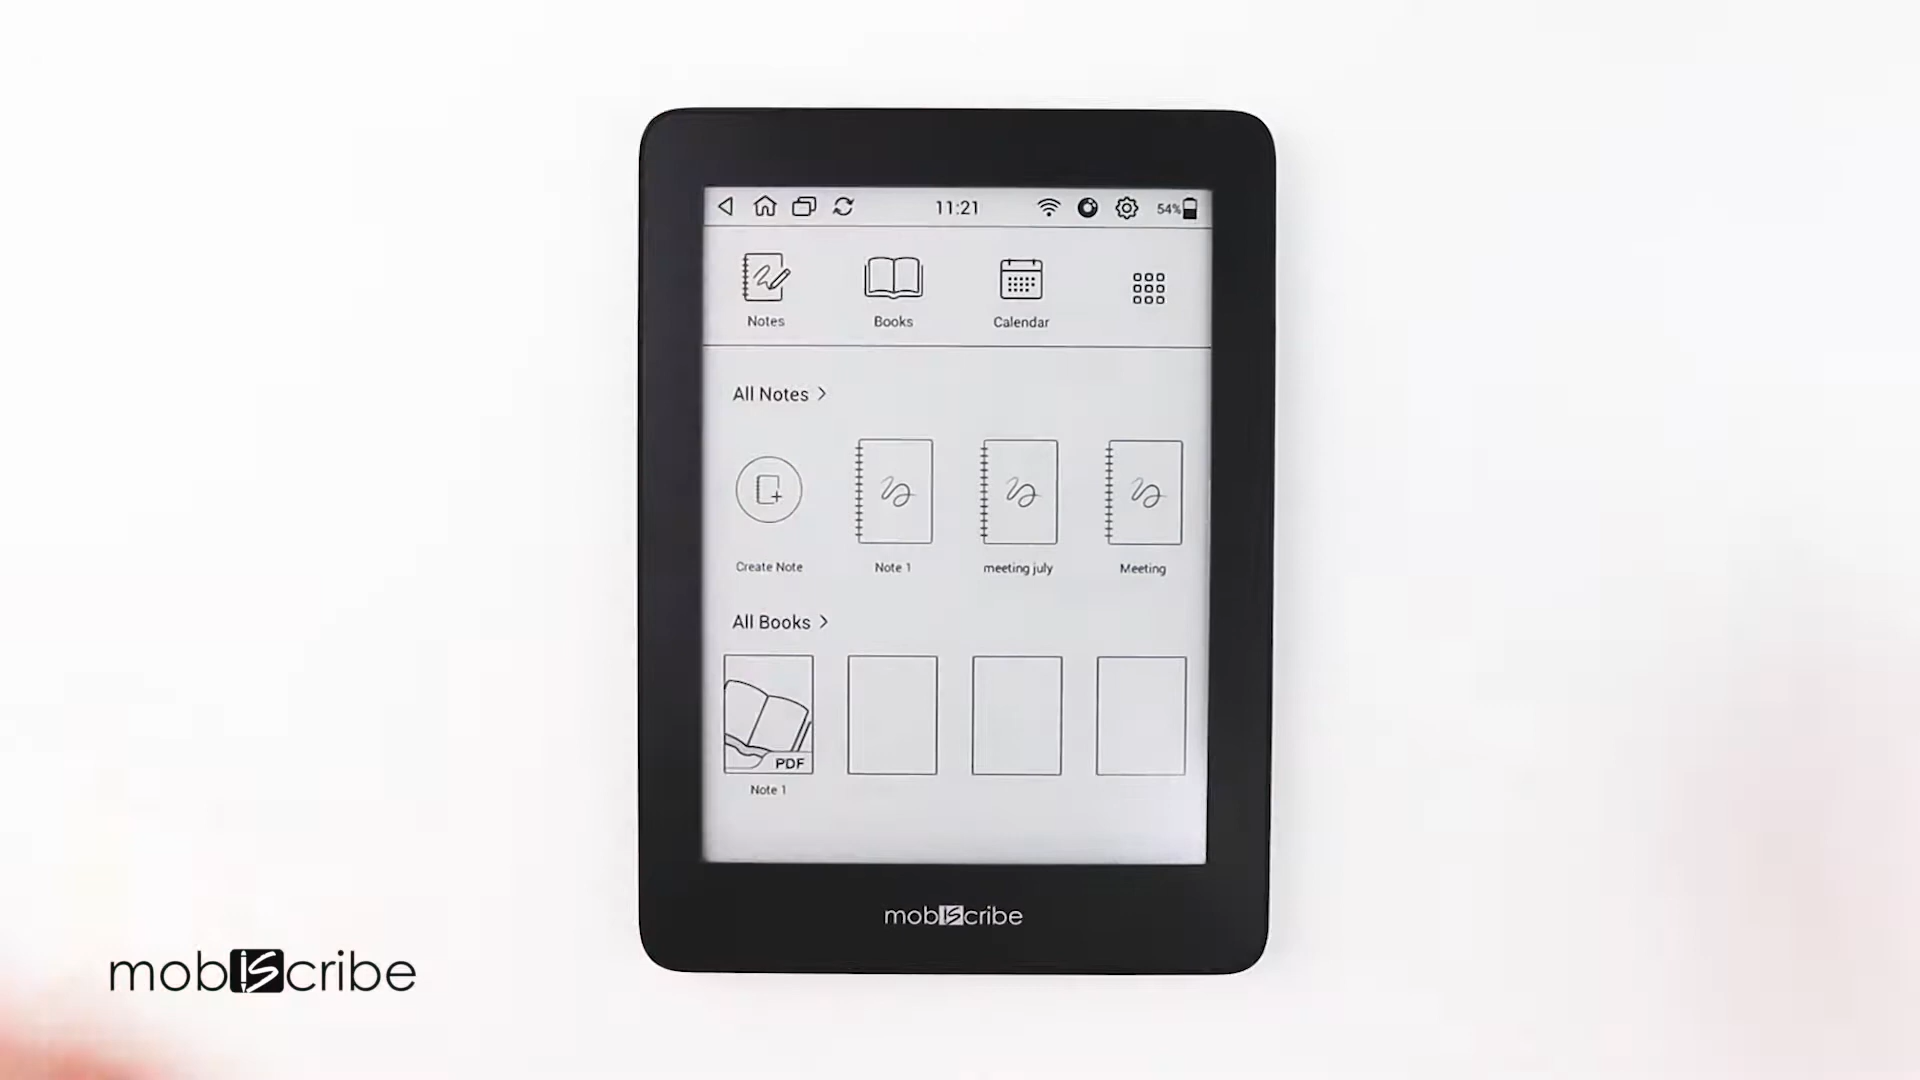 11:21
54%
Notes
Books
Calendar
All Notes >
Create Note
Note 1
meeting july
Meeting
All Books >
PDF
Note 1
mobiscribe
mobiscribe